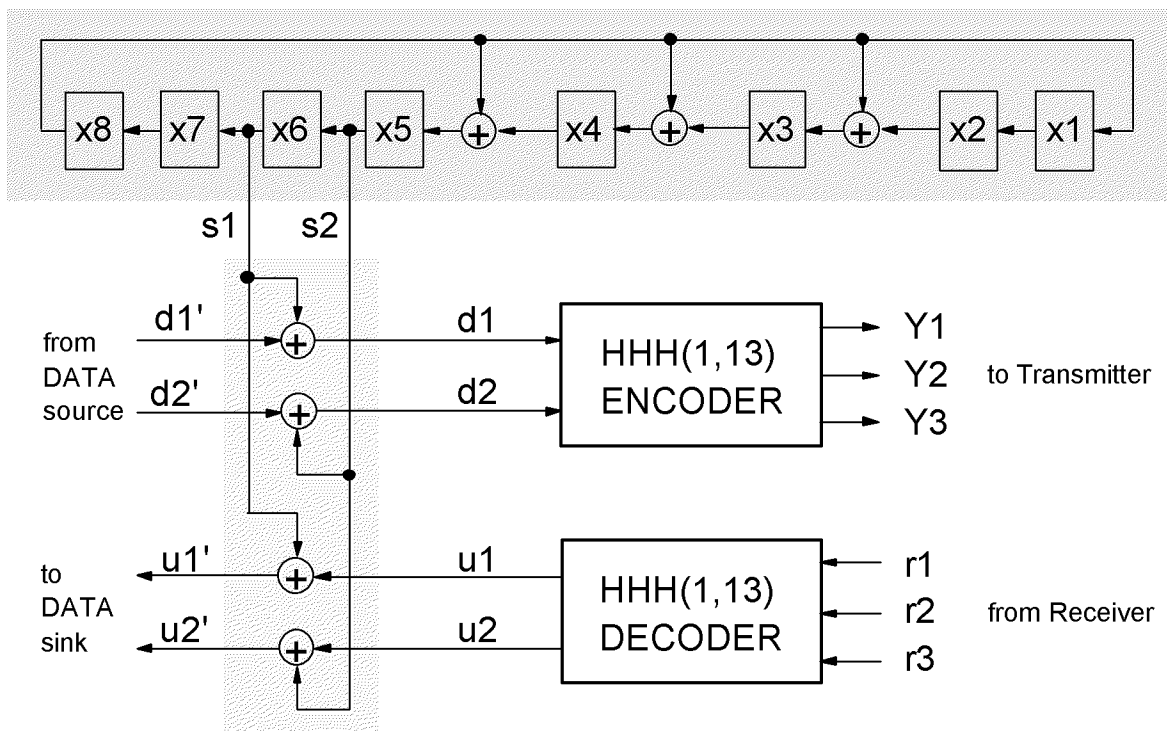 x8 x7 x6 x5 + x4 + x3 + x2 x1
s1 s2
d1' + d1
d2' + d2
from
DATA
source
HHH(1,13)
ENCODER
Y1
Y2
Y3
to Transmitter
u1' + u1
u2' + u2
to
DATA
sink
HHH(1,13)
DECODER
r1
r2
r3
from Receiver